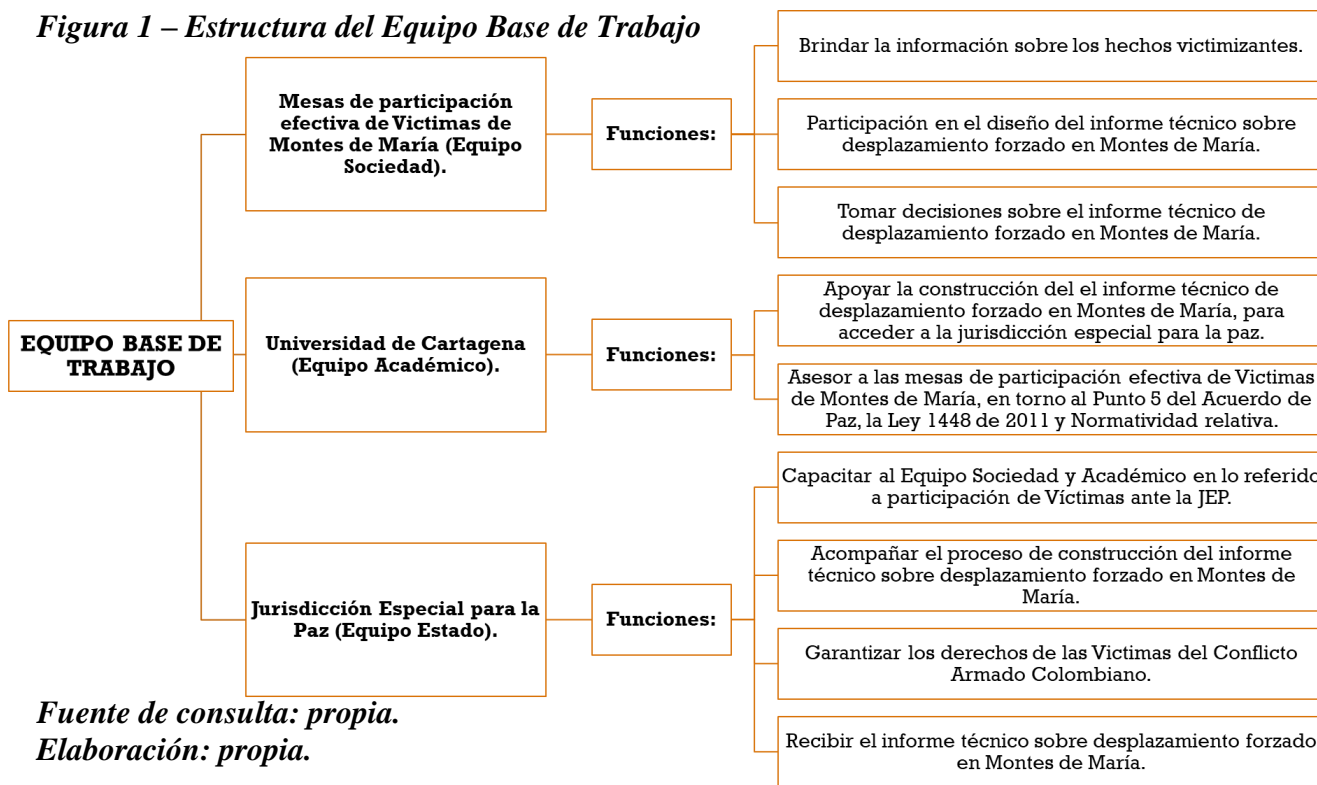 Figura 1 – Estructura del Equipo Base de Trabajo
EQUIPO BASE DE
TRABAJO
Mesas de participación
efectiva de Victimas de
Montes de María (Equipo
Sociedad).
Funciones:
Brindar la información sobre los hechos victimizantes.
Participación en el diseño del informe técnico sobre
desplazamiento forzado en Montes de María.
Tomar decisiones sobre el informe técnico de
desplazamiento forzado en Montes de María.
Universidad de Cartagena
(Equipo Académico).
Funciones:
Apoyar la construcción del el informe técnico de
desplazamiento forzado en Montes de María, para
acceder a la jurisdicción especial para la paz.
Asesor a las mesas de participación efectiva de Victimas
de Montes de María, en torno al Punto 5 del Acuerdo de
Paz, la Ley 1448 de 2011 y Normatividad relativa.
Jurisdicción Especial para la
Paz (Equipo Estado).
Funciones:
Capacitar al Equipo Sociedad y Académico en lo referido
a participación de Víctimas ante la JEP.
Acompañar el proceso de construcción del informe
técnico sobre desplazamiento forzado en Montes de
María.
Garantizar los derechos de las Victimas del Conflicto
Armado Colombiano.
Recibir el informe técnico sobre desplazamiento forzado
en Montes de María.
Fuente de consulta: propia.
Elaboración: propia.